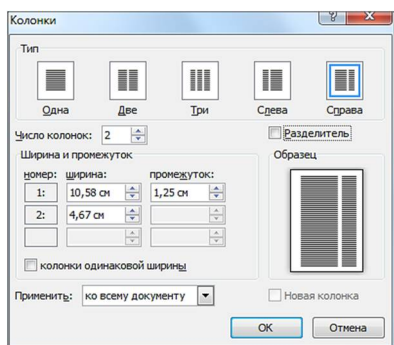 Колонки
Тип
Одна Две Три Слева Справа
Число колонок: 2 Разделитель
Ширина и промежуток Образец
номер: ширина: промежуток:
1: 10,58 см 1,25 см
2: 4,67 см
колонки одинаковой ширины
Применить: ко всему документу Новая колонка
ОК Отмена